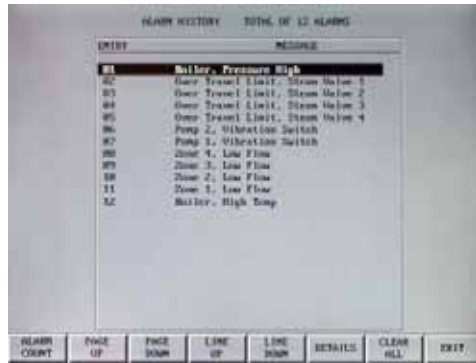 ALARM HISTORY TOTAL OF 12 ALARMS
ENTRY MESSAGE
01 Boiler, Pressure High
02 Over Travel Limit, Steam Valve 1
03 Over Travel Limit, Steam Valve 2
04 Over Travel Limit, Steam Valve 3
05 Over Travel Limit, Steam Valve 4
06 Pump 2, Vibration Switch
07 Pump 1, Vibration Switch
08 Zone 4, Low Flow
09 Zone 3, Low Flow
10 Zone 2, Low Flow
11 Zone 1, Low Flow
12 Boiler, High Temp
ALARM COUNT
PAGE UP
PAGE DOWN
LINE UP
LINE DOWN
DETAILS
CLEAR ALL
EXIT